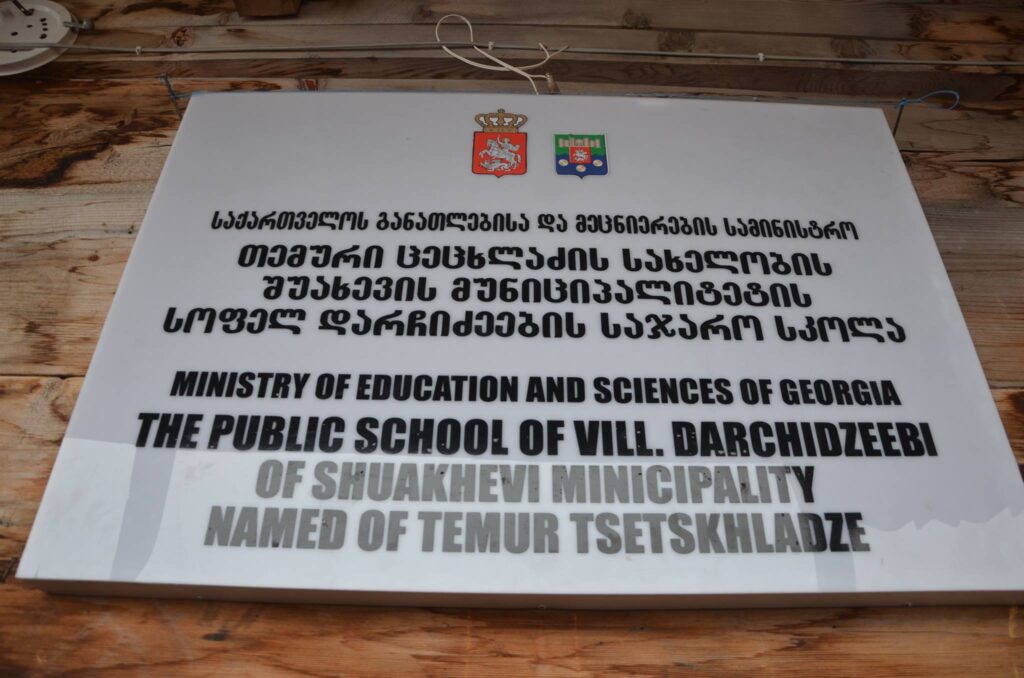 საქართველოს განათლებისა და მეცნიერების სამინისტრო
თემური ცეცხლაძის სახელობის
შუახევის მუნიციპალიტეტის
სოფელ დარჩიძეების საჯარო სკოლა
MINISTRY OF EDUCATION AND SCIENCES OF GEORGIA
THE PUBLIC SCHOOL OF VILL. DARCHIDZEEBI
OF SHUAKHEVI MINICIPALITY
NAMED OF TEMUR TSETSKHLADZE